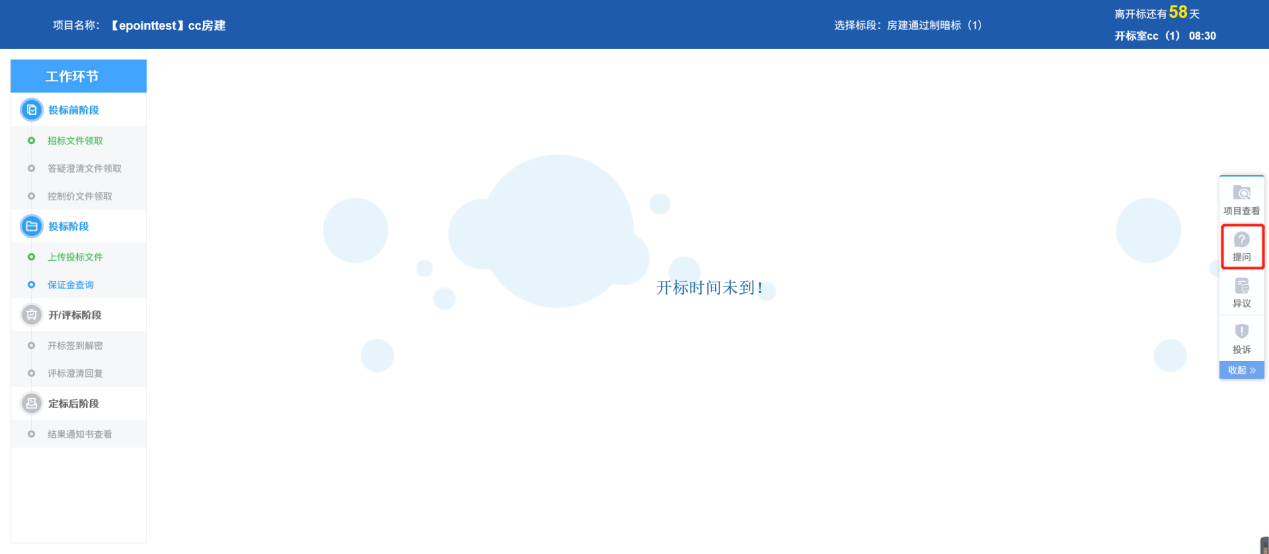 项目名称：【epointtest】cc房建
选择标段：房建通过制暗标（1）
离开标还有58天
开标室cc（1） 08:30
工作环节
投标前阶段
招标文件领取
答疑澄清文件领取
控制价文件领取
投标阶段
上传投标文件
保证金查询
开/评标阶段
开标签到解密
评标澄清回复
定标后阶段
结果通知书查看
开标时间未到！
项目查看
提问
异议
投诉
收起 »